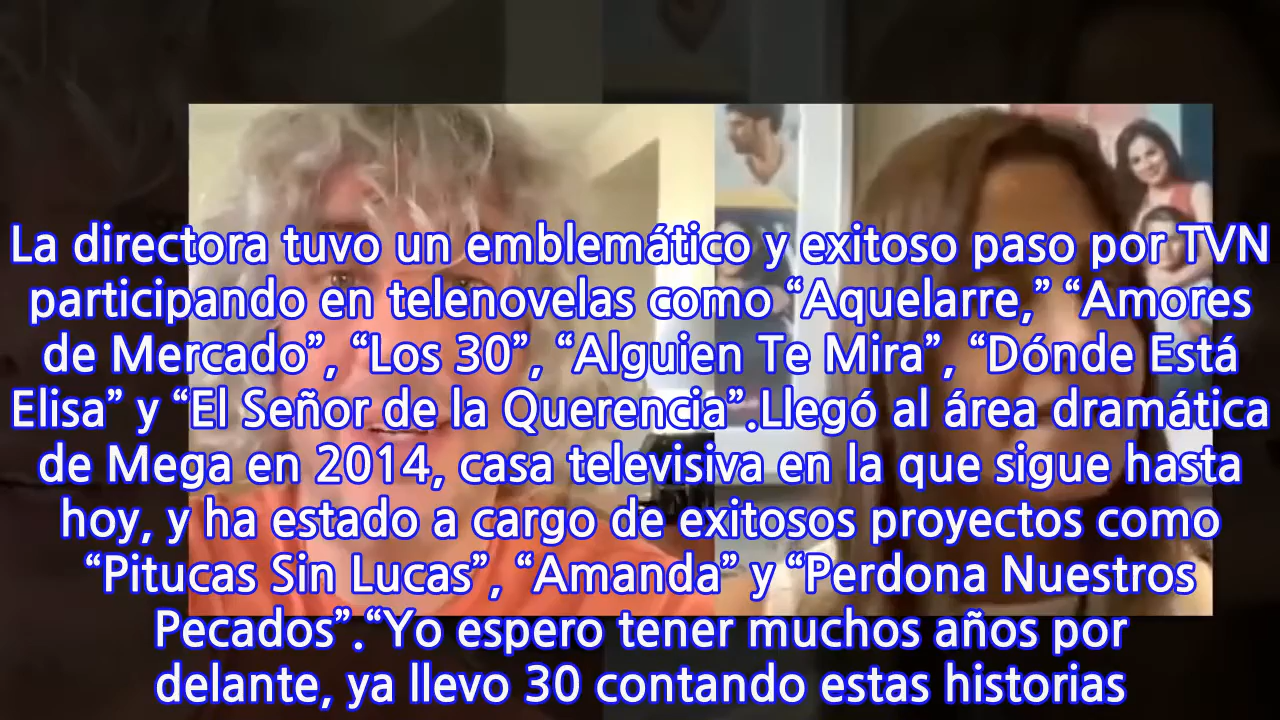 La directora tuvo un emblemático y exitoso paso por TVN
participando en telenovelas como “Aquelarre,” “Amores
de Mercado”, “Los 30”, “Alguien Te Mira”, “Dónde Está
Elisa” y “El Señor de la Querencia”.Llegó al área dramática
de Mega en 2014, casa televisiva en la que sigue hasta
hoy, y ha estado a cargo de exitosos proyectos como
“Pitucas Sin Lucas”, “Amanda” y “Perdona Nuestros
Pecados”.“Yo espero tener muchos años por
delante, ya llevo 30 contando estas historias